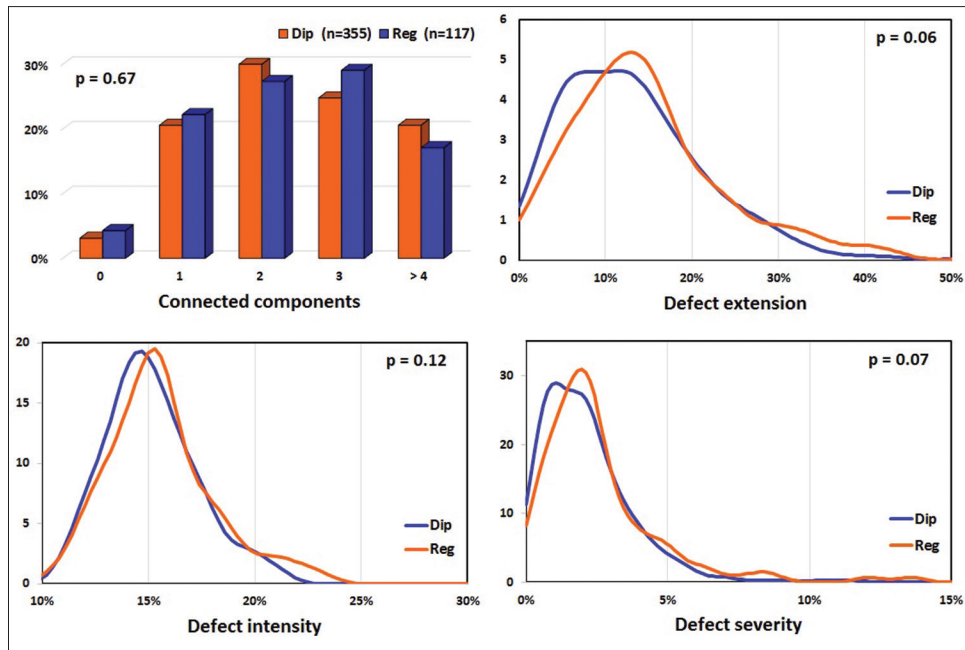 Dip (n=355) Reg (n=117)
p = 0.67
30%
20%
10%
0%
0 1 2 3 > 4
Connected components
p = 0.06
6
5
4
3
2
1
0
Dip
Reg
0% 10% 20% 30% 40% 50%
Defect extension
p = 0.12
20
15
10
5
0
Dip
Reg
10% 15% 20% 25% 30%
Defect intensity
p = 0.07
30
20
10
0
Dip
Reg
0% 5% 10% 15%
Defect severity